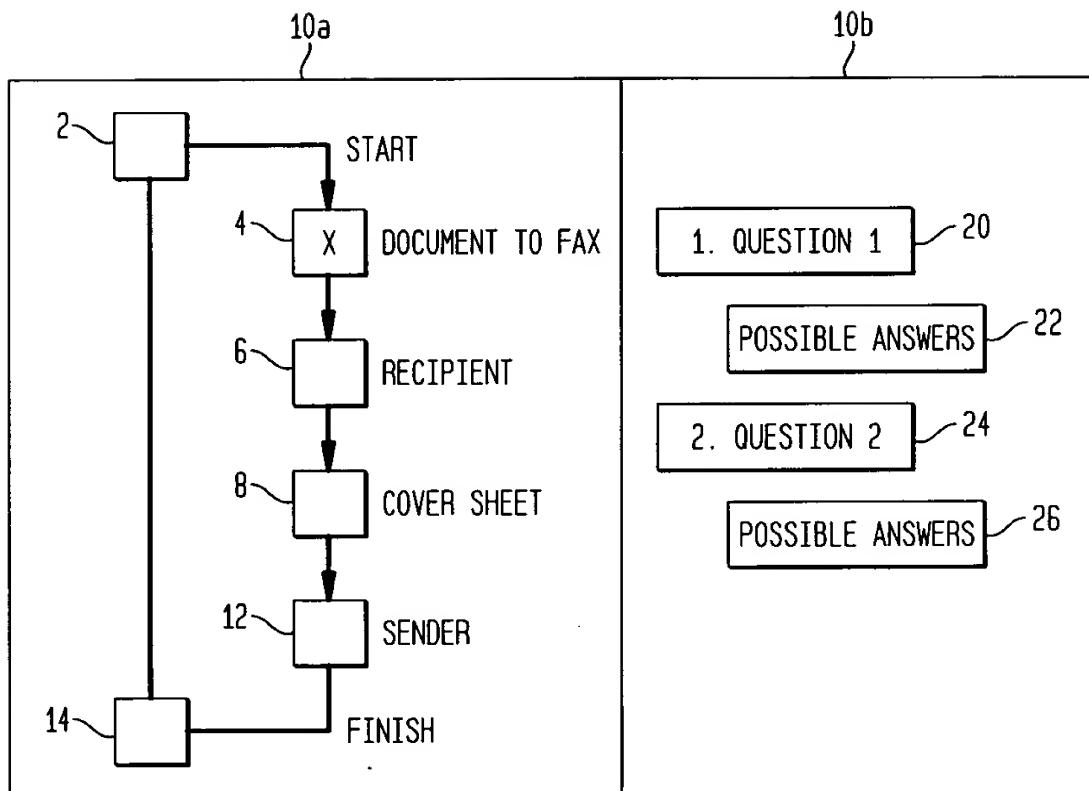 10a
10b
2
START
4
X
DOCUMENT TO FAX
6
RECIPIENT
8
COVER SHEET
12
SENDER
14
FINISH
1. QUESTION 1
20
POSSIBLE ANSWERS
22
2. QUESTION 2
24
POSSIBLE ANSWERS
26